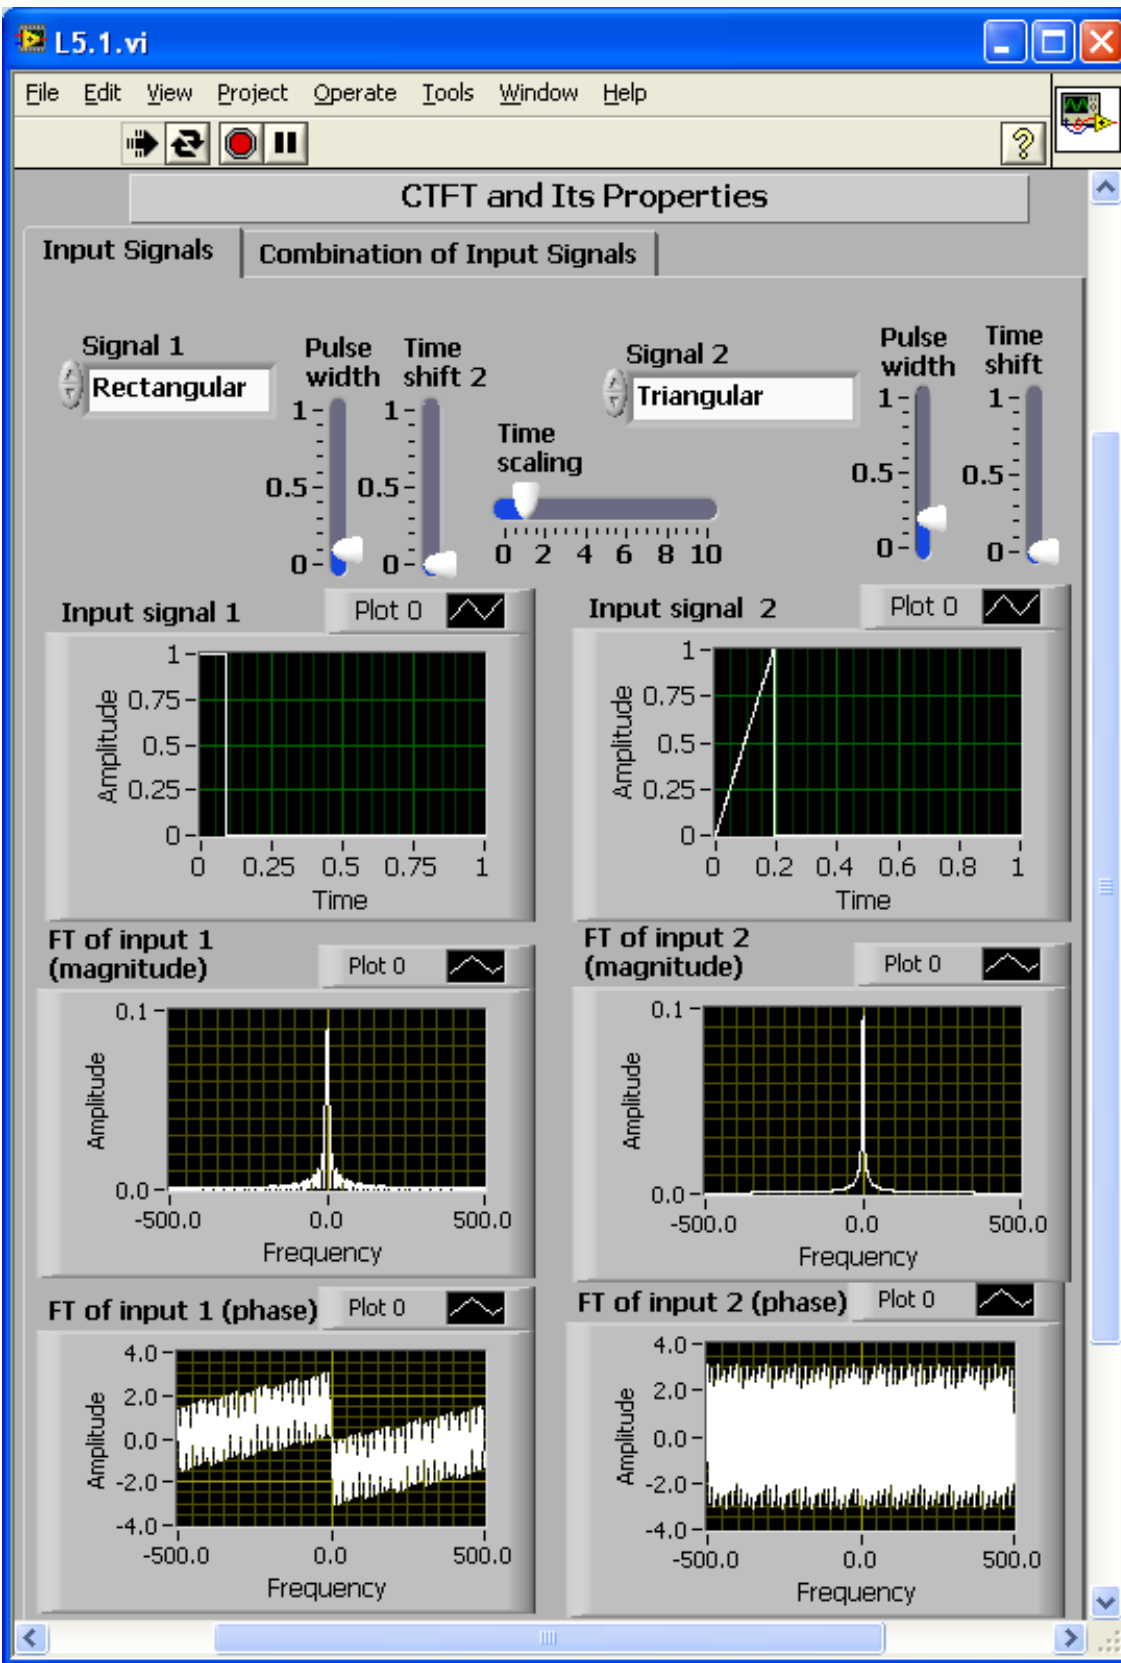 L5.1.vi
File Edit View Project Operate Tools Window Help
CTFT and Its Properties
Input Signals
Combination of Input Signals
Signal 1
Rectangular
Pulse width
1
0.5
0
Time shift 2
1
0.5
0
Time scaling
0 2 4 6 8 10
Signal 2
Triangular
Pulse width
1
0.5
0
Time shift
1
0.5
0
Input signal 1
Plot 0
1
0.75
0.5
0.25
0
Amplitude
0 0.25 0.5 0.75 1
Time
Input signal 2
Plot 0
1
0.75
0.5
0.25
0
Amplitude
0 0.2 0.4 0.6 0.8 1
Time
FT of input 1
(magnitude)
Plot 0
0.1
0.0
Amplitude
-500.0 0.0 500.0
Frequency
FT of input 2
(magnitude)
Plot 0
0.1
0.0
Amplitude
-500.0 0.0 500.0
Frequency
FT of input 1 (phase)
Plot 0
4.0
2.0
0.0
-2.0
-4.0
Amplitude
-500.0 0.0 500.0
Frequency
FT of input 2 (phase)
Plot 0
4.0
2.0
0.0
-2.0
-4.0
Amplitude
-500.0 0.0 500.0
Frequency